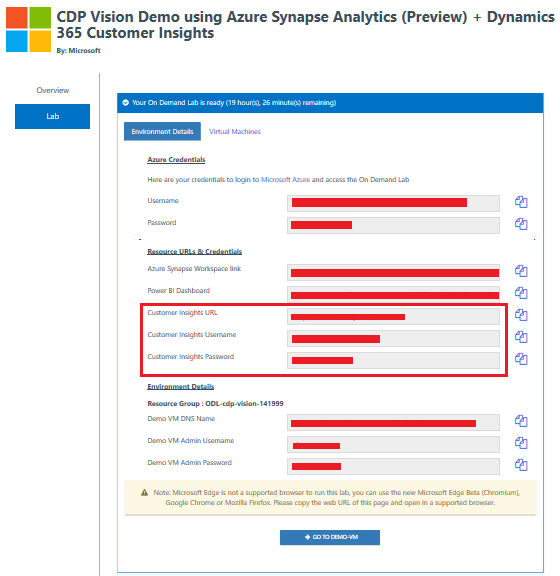 CDP Vision Demo using Azure Synapse Analytics (Preview) + Dynamics
365 Customer Insights
By: Microsoft
Overview
Lab
Your On Demand Lab is ready (19 hour(s), 26 minute(s) remaining)
Environment Details
Virtual Machines
Azure Credentials
Here are your credentials to login to Microsoft Azure and access the On Demand Lab
Username
Password
Resource URLs & Credentials
Azure Synapse Workspace link
Power BI Dashboard
Customer Insights URL
Customer Insights Username
Customer Insights Password
Environment Details
Resource Group : ODL-cdp-vision-141999
Demo VM DNS Name
Demo VM Admin Username
Demo VM Admin Password
Note: Microsoft Edge is not a supported browser to run this lab, you can use the new Microsoft Edge Beta (Chromium),
Google Chrome or Mozilla Firefox. Please copy the web URL of this page and open in a supported browser.
GO TO DEMO-VM